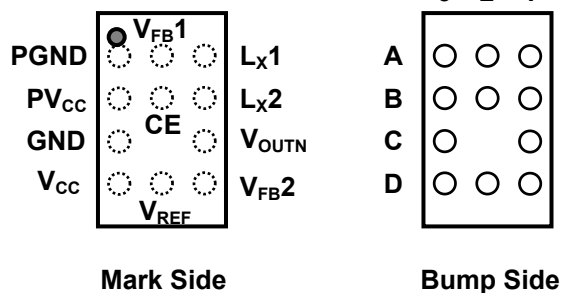 VFB1
PGND LX1 A
PVCC LX2 B
CE
GND VOUTN C
VCC VFB2 D
VREF
Mark Side Bump Side